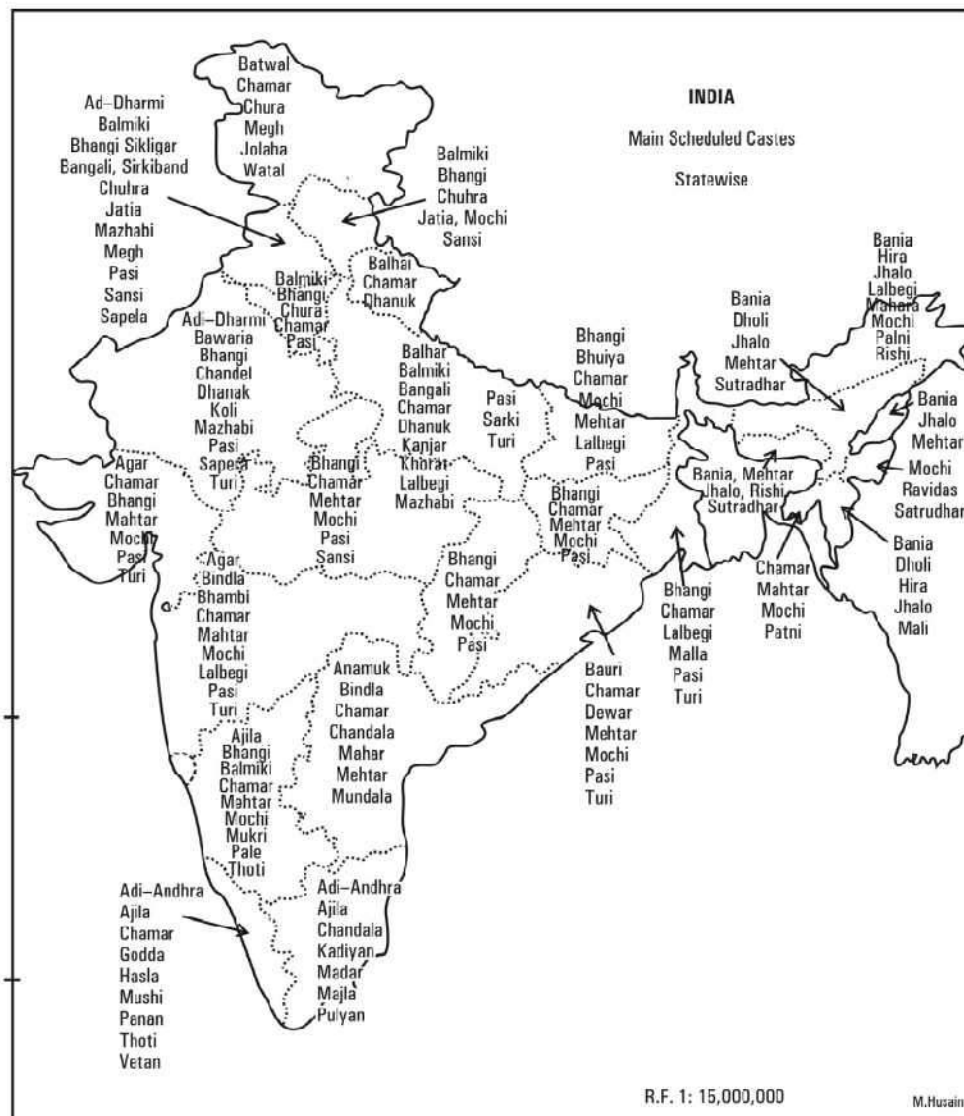 INDIA
Main Scheduled Castes
Statewise
Batwal
Chamar
Chura
Megh
Jolaha
Watal
Ad–Dharmi
Balmiki
Bhangi Sikligar
Bangali, Sirkiband
Chuhra
Jatia
Mazhabi
Megh
Pasi
Sansi
Sapela
Balmiki
Bhangi
Chuhra
Jatia, Mochi
Sansi
Balmiki
Bhangi
Chura
Chamar
Pasi
Balhar
Chamar
Dhanuk
Adi–Dharmi
Bawaria
Bhangi
Chandel
Dhanak
Koli
Mazhabi
Pasi
Sapela
Turi
Balhar
Balmiki
Bangali
Chamar
Dhanuk
Kanjar
Khorat
Lalbegi
Mazhabi
Pasi
Sarki
Turi
Bhangi
Bhuiya
Chamar
Mochi
Mehtar
Lalbegi
Pasi
Bania
Dholi
Jhalo
Mehtar
Sutradhar
Bania
Hira
Jhalo
Lalbegi
Mahara
Mochi
Palni
Rishi
Bania
Jhalo
Mehtar
Mochi
Ravidas
Satrudhar
Bania
Dholi
Hira
Jhalo
Mali
Bania, Mehtar
Jhalo, Rishi
Sutradhar
Chamar
Mahtar
Mochi
Patni
Agar
Chamar
Bhangi
Mahtar
Mochi
Pasi
Turi
Bhangi
Chamar
Mehtar
Mochi
Pasi
Sansi
Bhangi
Chamar
Mehtar
Mochi
Pasi
Bhangi
Chamar
Mehtar
Mochi
Pasi
Bhangi
Chamar
Lalbegi
Malla
Pasi
Turi
Bauri
Chamar
Dewar
Mehtar
Mochi
Pasi
Turi
Agar
Bindla
Bhambi
Chamar
Mahtar
Mochi
Lalbegi
Pasi
Turi
Anamuk
Bindla
Chamar
Chandala
Mahar
Mehtar
Mundala
Ajila
Bhangi
Balmiki
Chamar
Mehtar
Mochi
Mukri
Pale
Thoti
Adi–Andhra
Ajila
Chamar
Godda
Hasla
Mushi
Panan
Thoti
Vetan
Adi–Andhra
Ajila
Chandala
Kadiyan
Madar
Majla
Pulyan
R.F. 1: 15,000,000
M.Husain